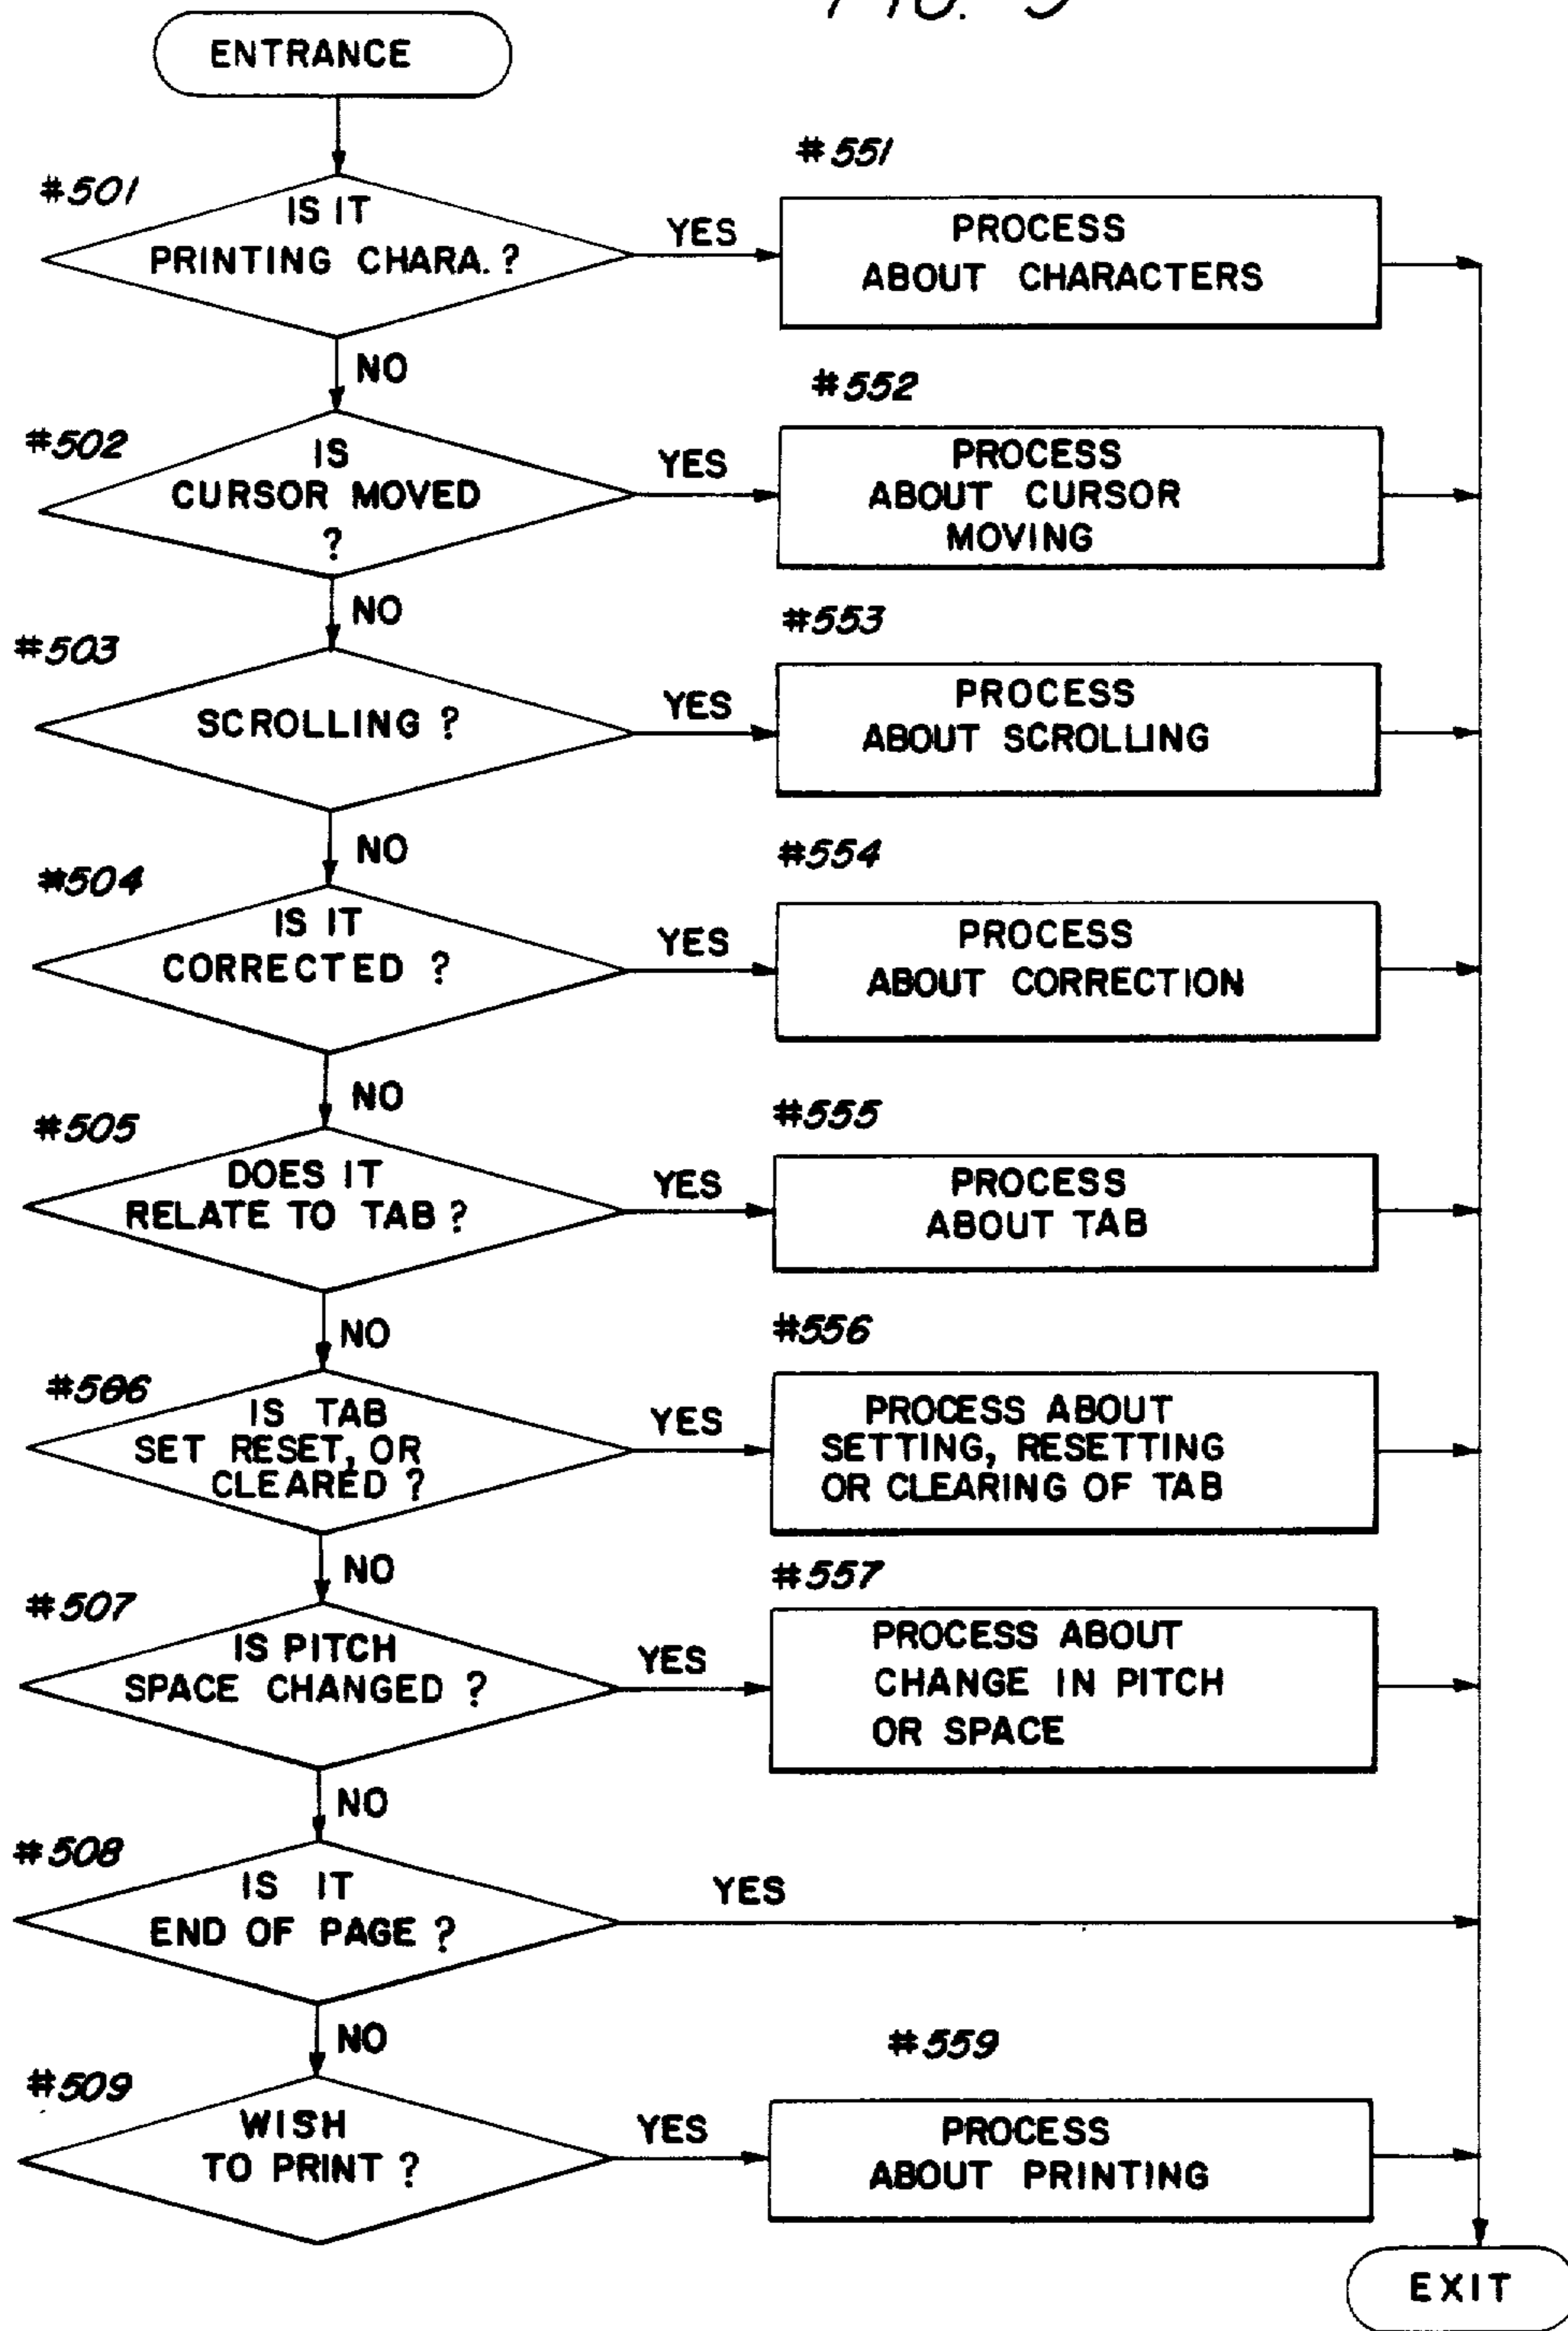 FIG. 5
ENTRANCE
#551
#501
IS IT
PRINTING CHARA. ?
YES
PROCESS
ABOUT CHARACTERS
NO
#552
#502
IS
CURSOR MOVED
?
YES
PROCESS
ABOUT CURSOR
MOVING
NO
#553
#503
SCROLLING ?
YES
PROCESS
ABOUT SCROLLING
NO
#554
#504
IS IT
CORRECTED ?
YES
PROCESS
ABOUT CORRECTION
NO
#555
#505
DOES IT
RELATE TO TAB ?
YES
PROCESS
ABOUT TAB
NO
#556
#506
IS TAB
SET RESET, OR
CLEARED ?
YES
PROCESS ABOUT
SETTING, RESETTING
OR CLEARING OF TAB
NO
#557
#507
IS PITCH
SPACE CHANGED ?
YES
PROCESS ABOUT
CHANGE IN PITCH
OR SPACE
NO
#508
IS IT
END OF PAGE ?
YES
NO
#559
#509
WISH
TO PRINT ?
YES
PROCESS
ABOUT PRINTING
EXIT